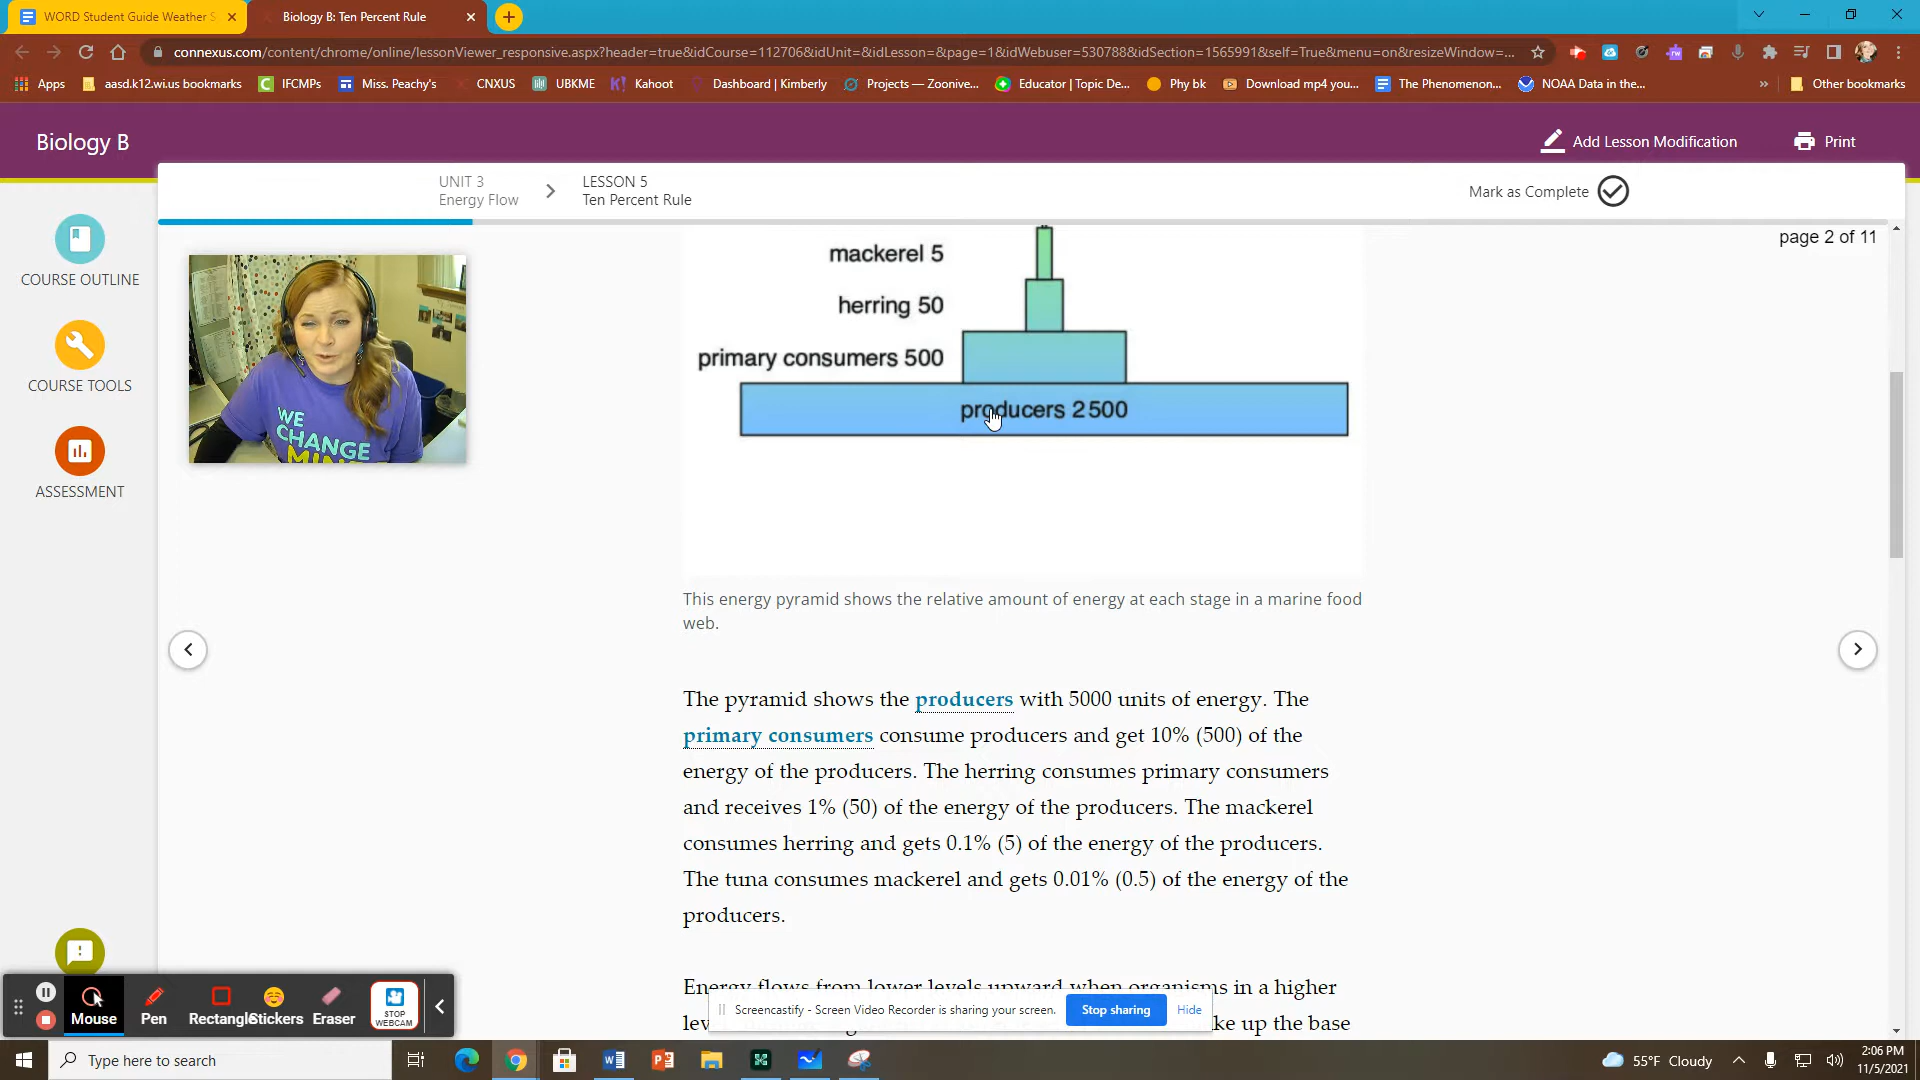 WORD Student Guide Weather S
Biology B: Ten Percent Rule
connexus.com/content/chrome/online/lessonViewer_responsive.aspx?header=true&idCourse=112706&idUnit=&idLesson=&page=1&idWebuser=530788&idSection=1565991&self=True&menu=on&resizeWindow=...
Apps
aasd.k12.wi.us bookmarks
IFCMPs
Miss. Peachy's
CNXUS
UBKME
Kahoot
Dashboard | Kimberly
Projects — Zoonive...
Educator | Topic De...
Phy bk
Download mp4 you...
The Phenomenon...
NOAA Data in the...
Other bookmarks
Biology B
Add Lesson Modification
Print
UNIT 3
Energy Flow
LESSON 5
Ten Percent Rule
Mark as Complete
page 2 of 11
COURSE OUTLINE
COURSE TOOLS
ASSESSMENT
WE
CHANGE
mackerel 5
herring 50
primary consumers 500
producers 2 500
This energy pyramid shows the relative amount of energy at each stage in a marine food
web.
The pyramid shows the producers with 5000 units of energy. The
primary consumers consume producers and get 10% (500) of the
energy of the producers. The herring consumes primary consumers
and receives 1% (50) of the energy of the producers. The mackerel
consumes herring and gets 0.1% (5) of the energy of the producers.
The tuna consumes mackerel and gets 0.01% (0.5) of the energy of the
producers.
Energy flows from lower levels upward when organisms in a higher
ke up the base
Mouse
Pen
Rectangle
Stickers
Eraser
STOP
WEBCAM
Screencastify - Screen Video Recorder is sharing your screen.
Stop sharing
Hide
Type here to search
55°F Cloudy
2:06 PM
11/5/2021